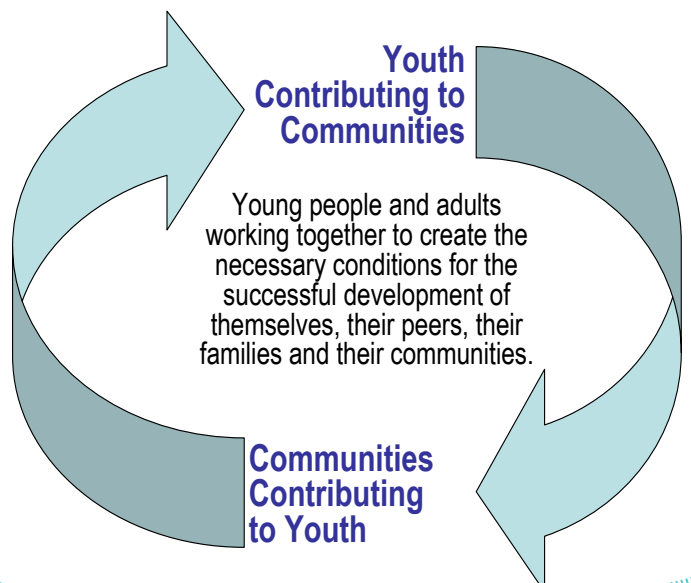 Youth
Contributing to
Communities
Young people and adults
working together to create the
necessary conditions for the
successful development of
themselves, their peers, their
families and their communities.
Communities
Contributing
to Youth